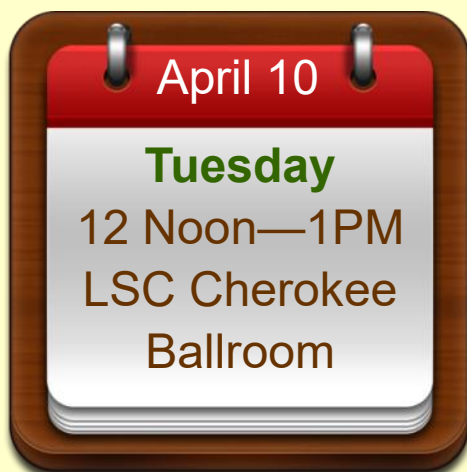 April 10
Tuesday
12 Noon—1PM
LSC Cherokee
Ballroom